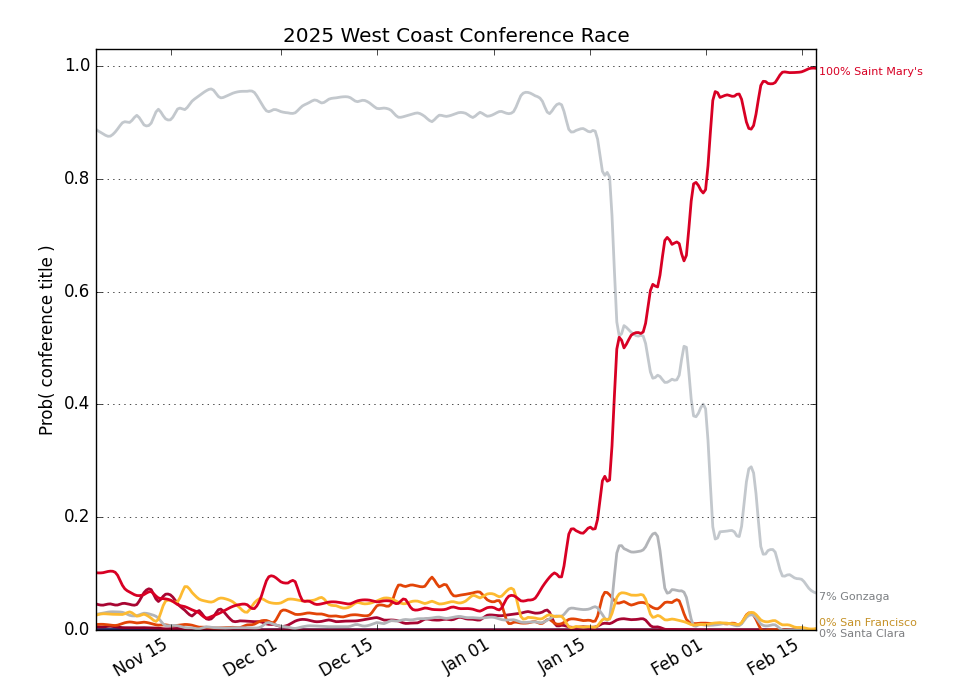 2025 West Coast Conference Race
1.0
0.8
0.6
0.4
0.2
0.0
Prob( conference title )
100% Saint Mary's
7% Gonzaga
0% San Francisco
0% Santa Clara
Nov 15
Dec 01
Dec 15
Jan 01
Jan 15
Feb 01
Feb 15